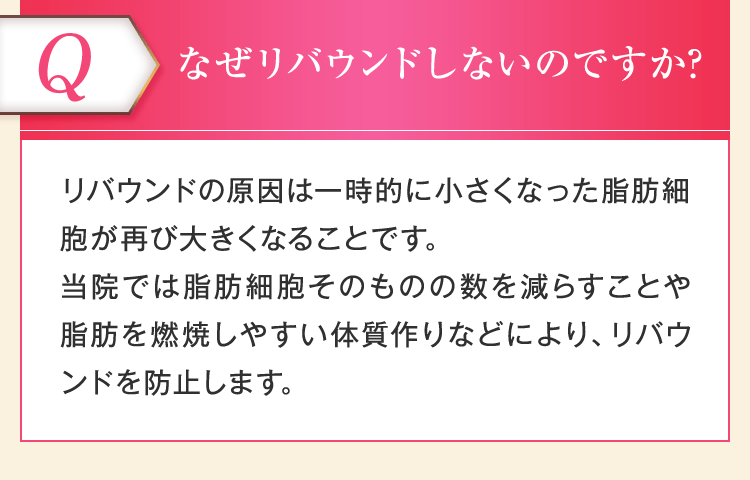 Q
なぜリバウンドしないのですか?
リバウンドの原因は一時的に小さくなった脂肪細
胞が再び大きくなることです。
当院では脂肪細胞そのものの数を減らすことや
脂肪を燃焼しやすい体質作りなどにより、リバウ
ンドを防止します。